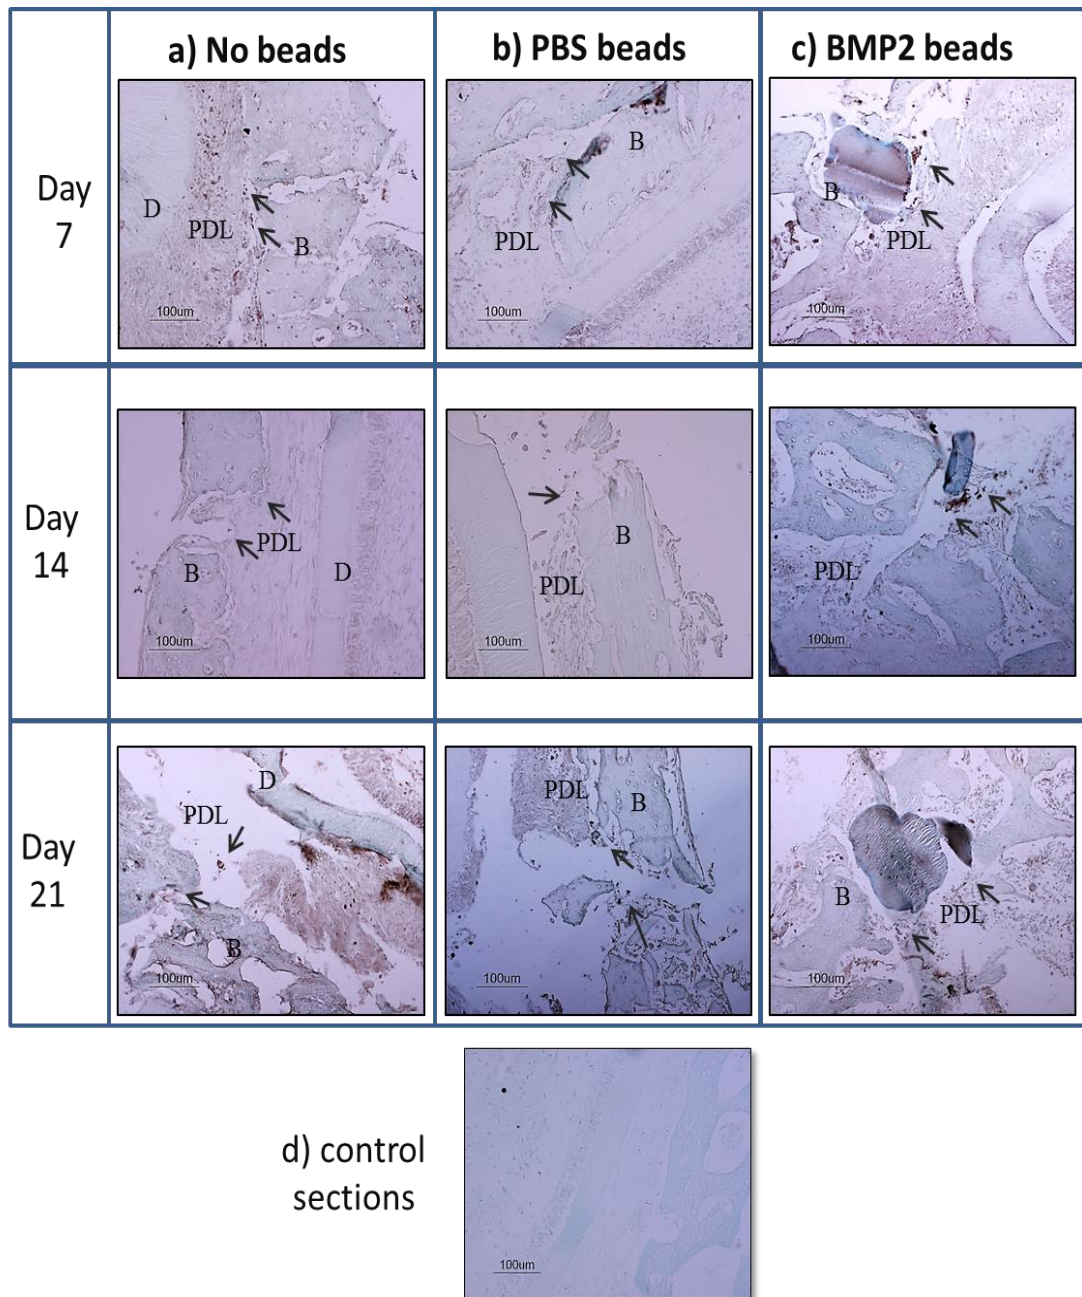 a) No beads
b) PBS beads
c) BMP2 beads
Day
7
D
PDL
B
100um
B
PDL
100um
B
PDL
100um
Day
14
PDL
B
D
100um
B
PDL
100um
PDL
100um
Day
21
D
PDL
B
100um
PDL
B
100um
B
PDL
100um
d) control
sections
100um